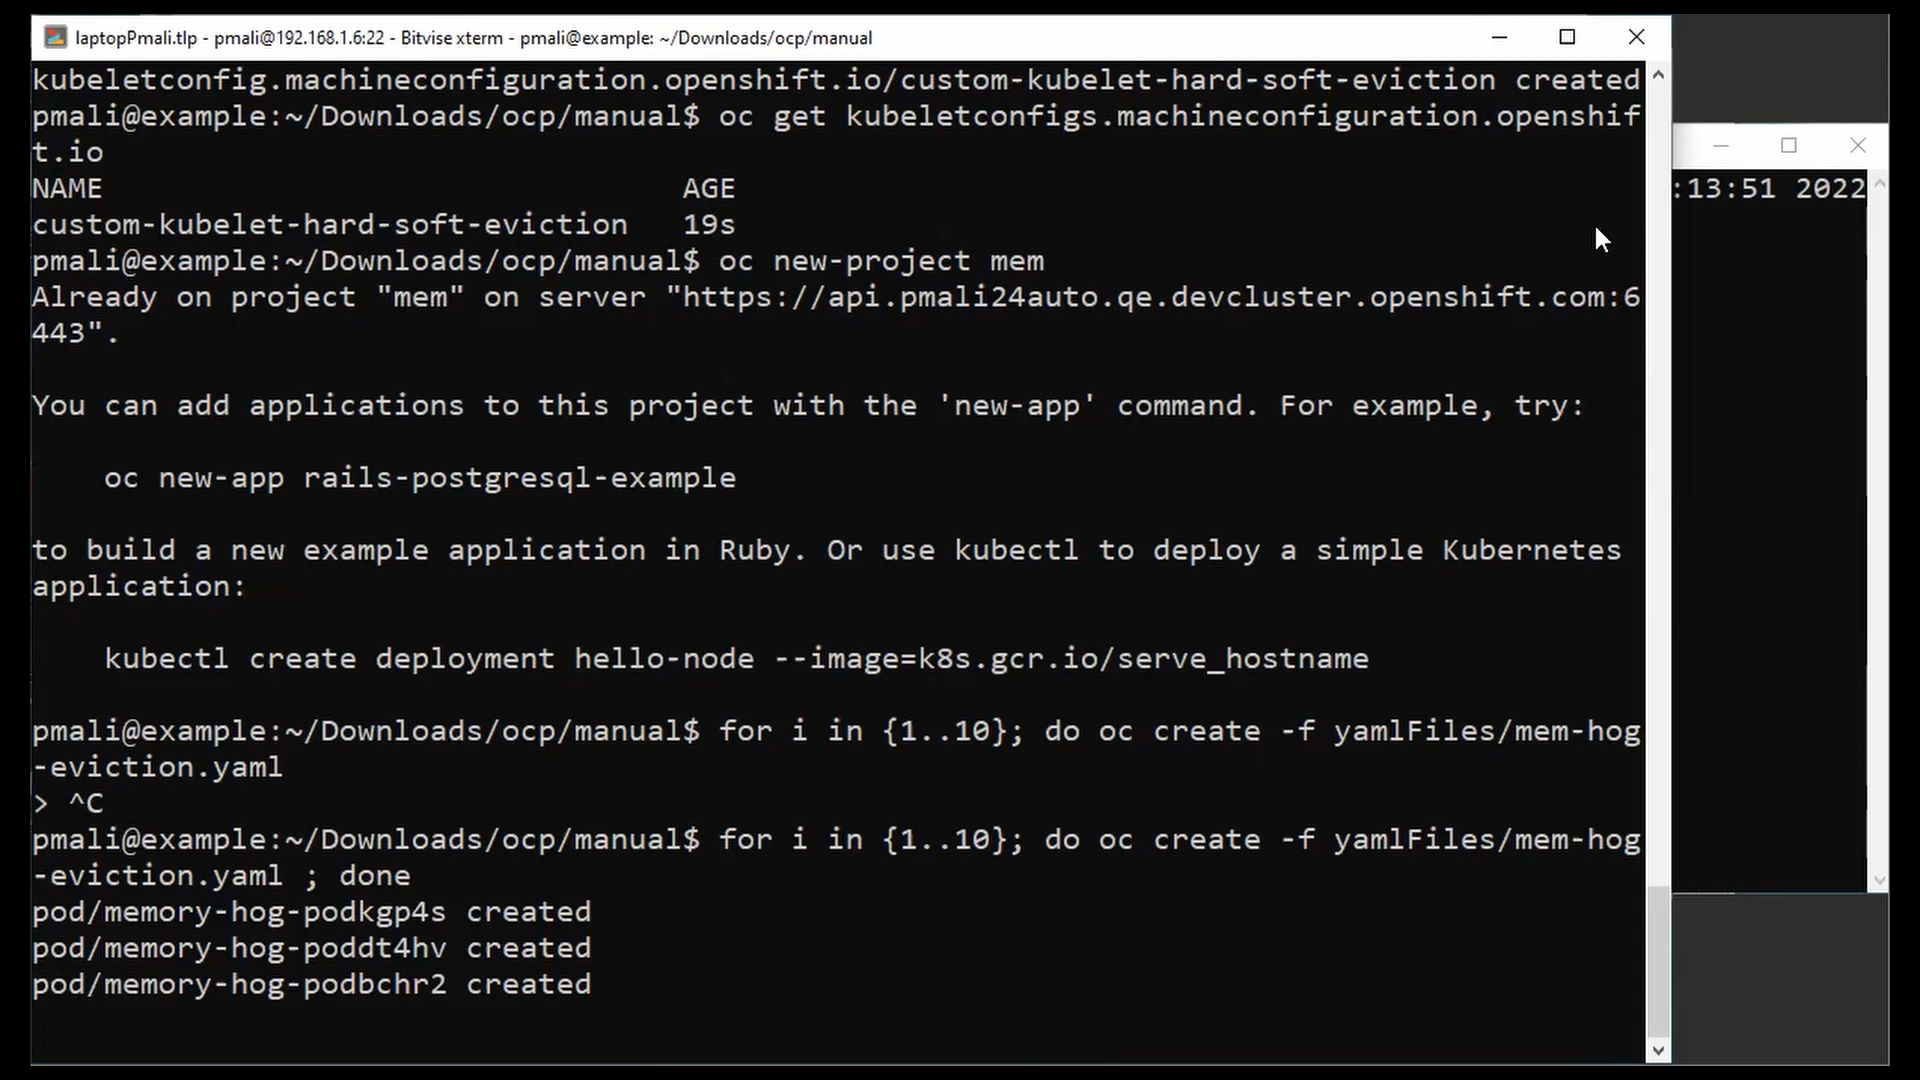 laptopPmali.tlp - pmali@192.168.1.6:22 - Bitvise xterm - pmali@example: ~/Downloads/ocp/manual
kubeletconfig.machineconfiguration.openshift.io/custom-kubelet-hard-soft-eviction created
pmali@example:~/Downloads/ocp/manual$ oc get kubeletconfigs.machineconfiguration.openshif
t.io
NAME                                AGE
custom-kubelet-hard-soft-eviction   19s
:13:51 2022
pmali@example:~/Downloads/ocp/manual$ oc new-project mem
Already on project "mem" on server "https://api.pmali24auto.qe.devcluster.openshift.com:6
443".
You can add applications to this project with the 'new-app' command. For example, try:
    oc new-app rails-postgresql-example
to build a new example application in Ruby. Or use kubectl to deploy a simple Kubernetes
application:
    kubectl create deployment hello-node --image=k8s.gcr.io/serve_hostname
pmali@example:~/Downloads/ocp/manual$ for i in {1..10}; do oc create -f yamlFiles/mem-hog
-eviction.yaml
> ^C
pmali@example:~/Downloads/ocp/manual$ for i in {1..10}; do oc create -f yamlFiles/mem-hog
-eviction.yaml ; done
pod/memory-hog-podkgp4s created
pod/memory-hog-poddt4hv created
pod/memory-hog-podbchr2 created